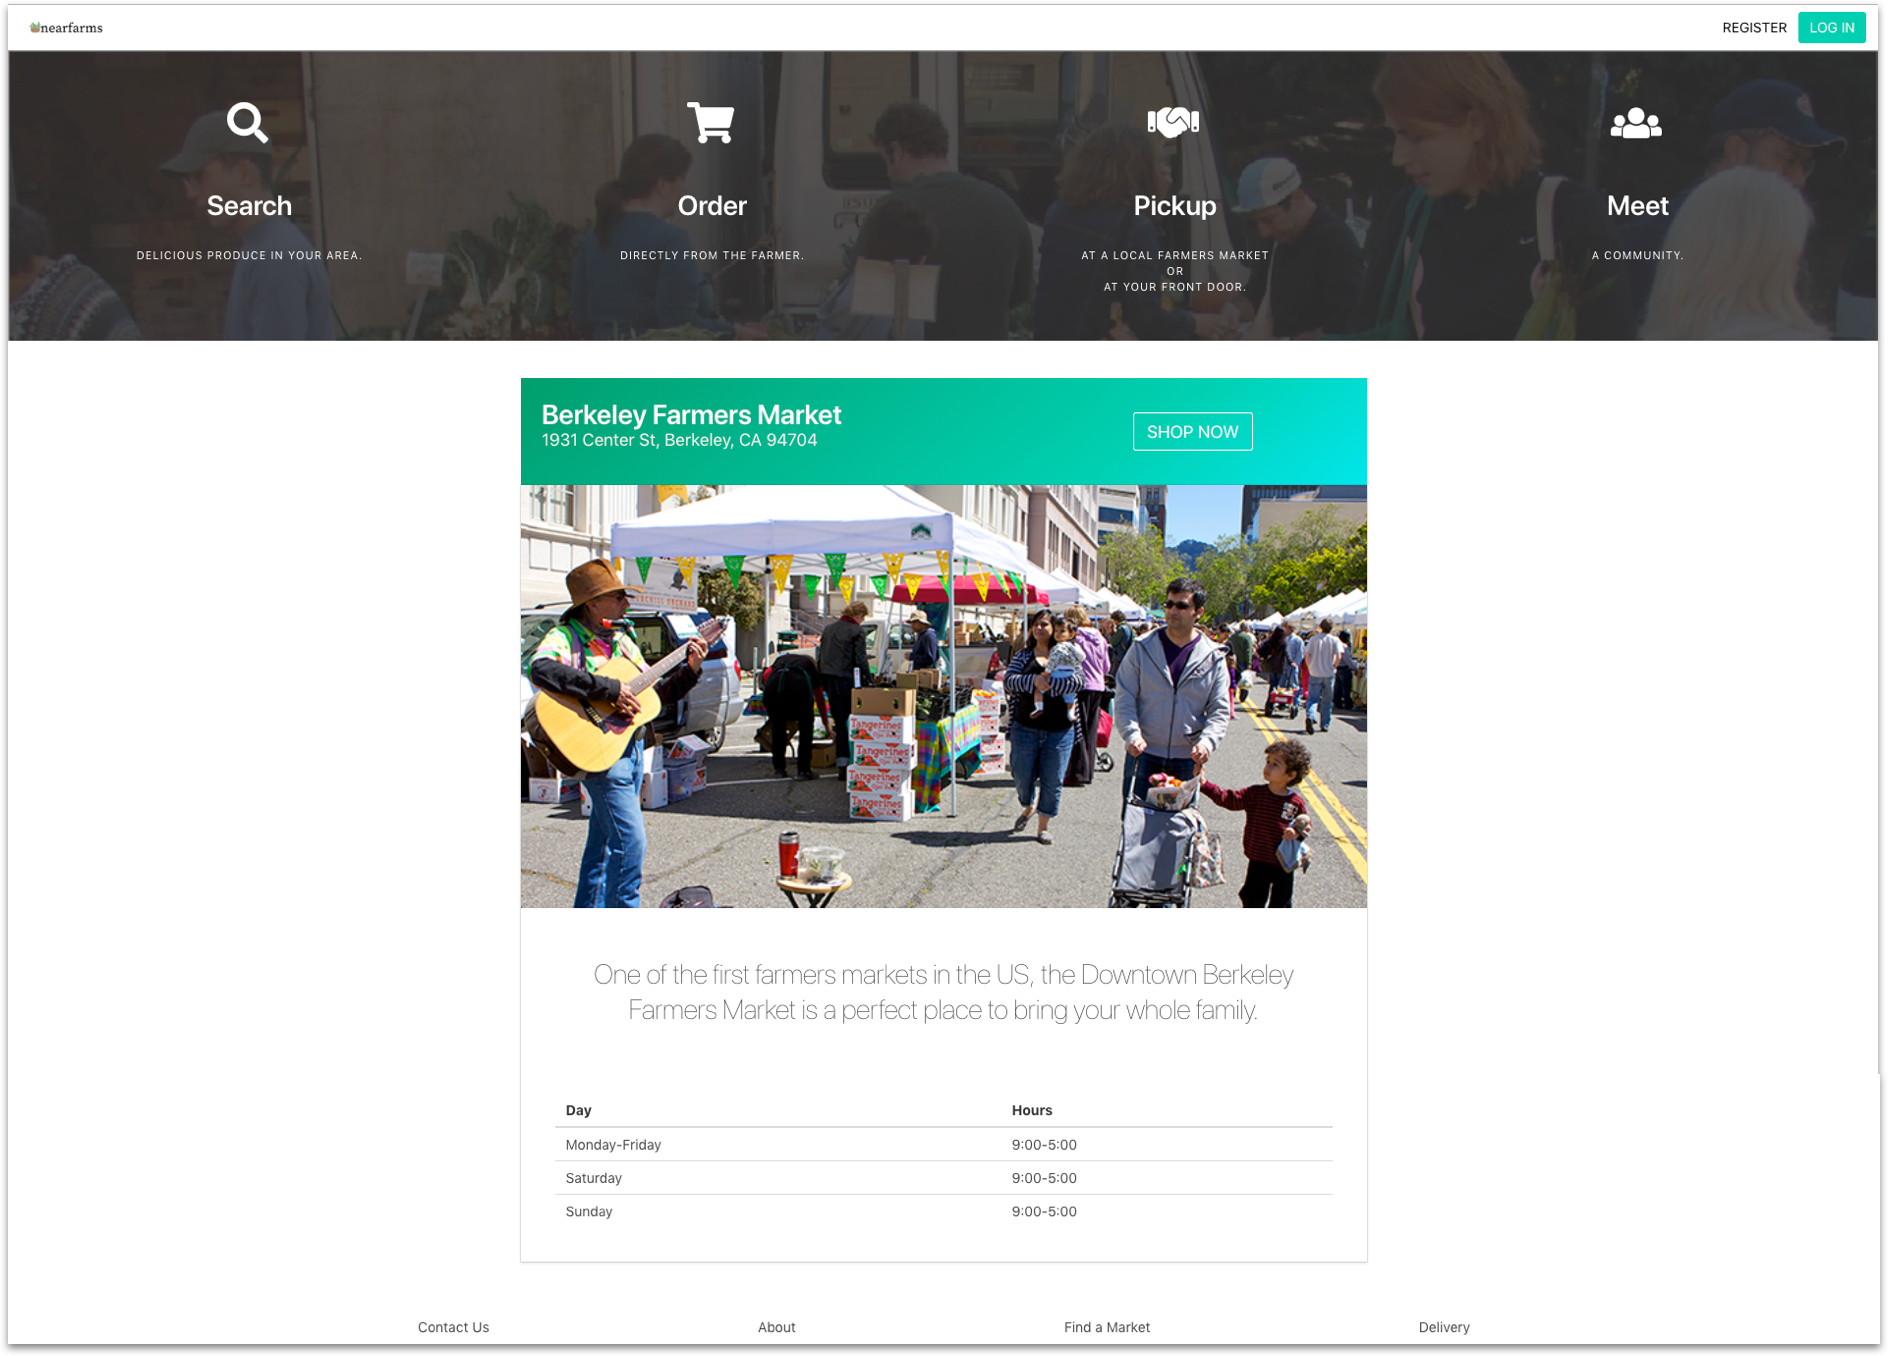 nearfarms
REGISTER
LOG IN
Search
Order
Pickup
Meet
DELICIOUS PRODUCE IN YOUR AREA.
DIRECTLY FROM THE FARMER.
AT A LOCAL FARMERS MARKET
OR
AT YOUR FRONT DOOR.
A COMMUNITY.
Berkeley Farmers Market
1931 Center St, Berkeley, CA 94704
SHOP NOW
Tangerines
Tangerines
Tangerines
Tangerines
One of the first farmers markets in the US, the Downtown Berkeley
Farmers Market is a perfect place to bring your whole family.
Day Hours
Monday-Friday 9:00-5:00
Saturday 9:00-5:00
Sunday 9:00-5:00
Contact Us About Find a Market Delivery